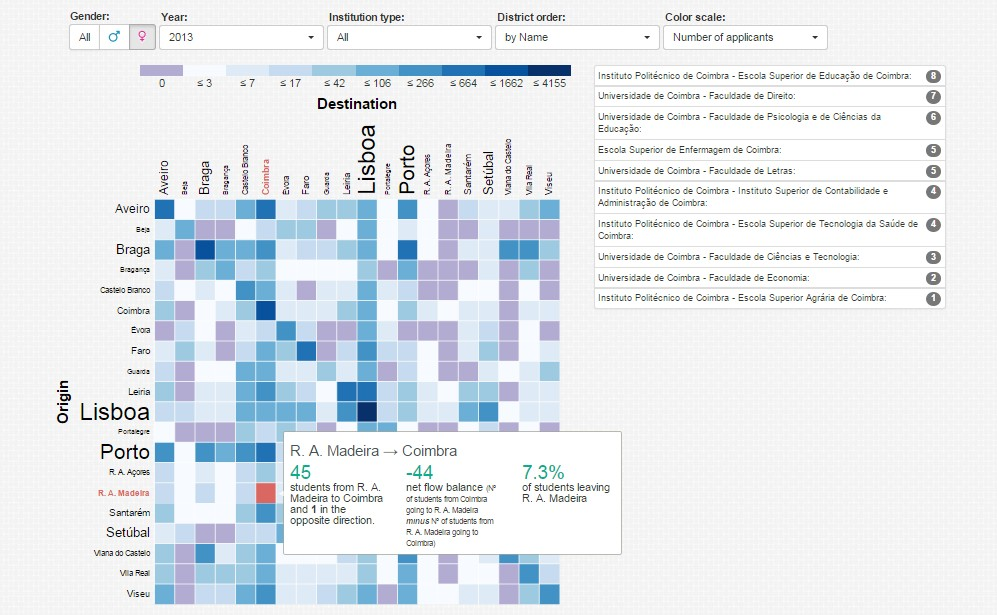 Gender:
Year:
Institution type:
District order:
Color scale:
All ♂ ♀
2013
All
by Name
Number of applicants
0 ≤ 3 ≤ 7 ≤ 17 ≤ 42 ≤ 106 ≤ 266 ≤ 664 ≤ 1662 ≤ 4155
Destination
Aveiro
Beja
Braga
Bragança
Castelo Branco
Coimbra
Évora
Faro
Guarda
Leiria
Lisboa
Portalegre
Porto
R. A. Açores
R. A. Madeira
Santarém
Setúbal
Viana do Castelo
Vila Real
Viseu
Origin
Aveiro
Beja
Braga
Bragança
Castelo Branco
Coimbra
Évora
Faro
Guarda
Leiria
Lisboa
Portalegre
Porto
R. A. Açores
R. A. Madeira
Santarém
Setúbal
Viana do Castelo
Vila Real
Viseu
R. A. Madeira → Coimbra
45
students from R. A.
Madeira to Coimbra
and 1 in the
opposite direction.
-44
net flow balance (Nº
of students from Coimbra
going to R. A. Madeira
minus Nº of students from
R. A. Madeira going to
Coimbra)
7.3%
of students leaving
R. A. Madeira
Instituto Politécnico de Coimbra - Escola Superior de Educação de Coimbra: 8
Universidade de Coimbra - Faculdade de Direito: 7
Universidade de Coimbra - Faculdade de Psicologia e de Ciências da 6
Educação:
Escola Superior de Enfermagem de Coimbra: 5
Universidade de Coimbra - Faculdade de Letras: 5
Instituto Politécnico de Coimbra - Instituto Superior de Contabilidade e 4
Administração de Coimbra:
Instituto Politécnico de Coimbra - Escola Superior de Tecnologia da Saúde de 4
Coimbra:
Universidade de Coimbra - Faculdade de Ciências e Tecnologia: 3
Universidade de Coimbra - Faculdade de Economia: 2
Instituto Politécnico de Coimbra - Escola Superior Agrária de Coimbra: 1